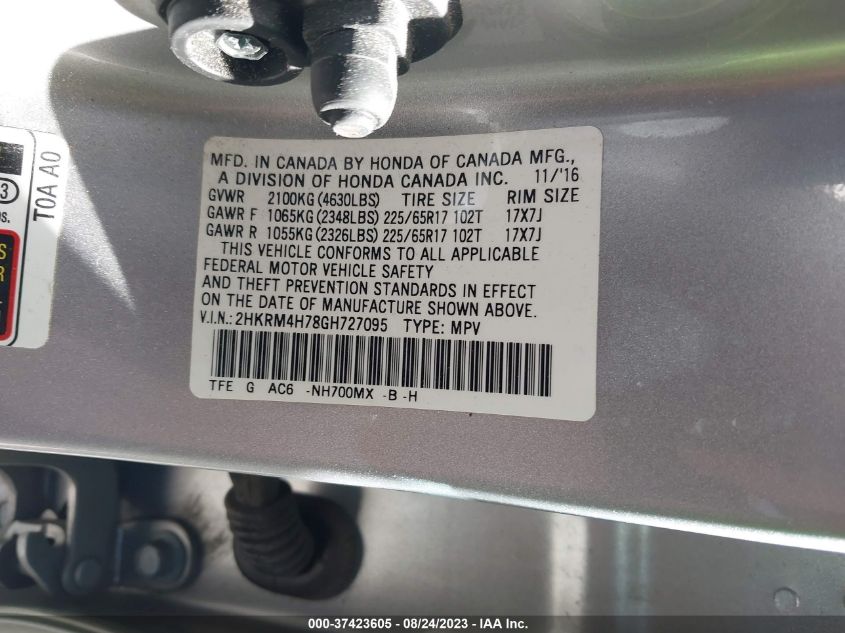 MFD. IN CANADA BY HONDA OF CANADA MFG.,
A DIVISION OF HONDA CANADA INC. 11/'16
GVWR 2100KG (4630LBS) TIRE SIZE RIM SIZE
GAWR F 1065KG (2348LBS) 225/65R17 102T 17X7J
GAWR R 1055KG (2326LBS) 225/65R17 102T 17X7J
THIS VEHICLE CONFORMS TO ALL APPLICABLE
FEDERAL MOTOR VEHICLE SAFETY
AND THEFT PREVENTION STANDARDS IN EFFECT
ON THE DATE OF MANUFACTURE SHOWN ABOVE.
V.I.N.: 2HKRM4H78GH727095 TYPE: MPV
TFE G AC6 -NH700MX -B -H
T0A A0
3
000-37423605 - 08/24/2023 - IAA Inc.